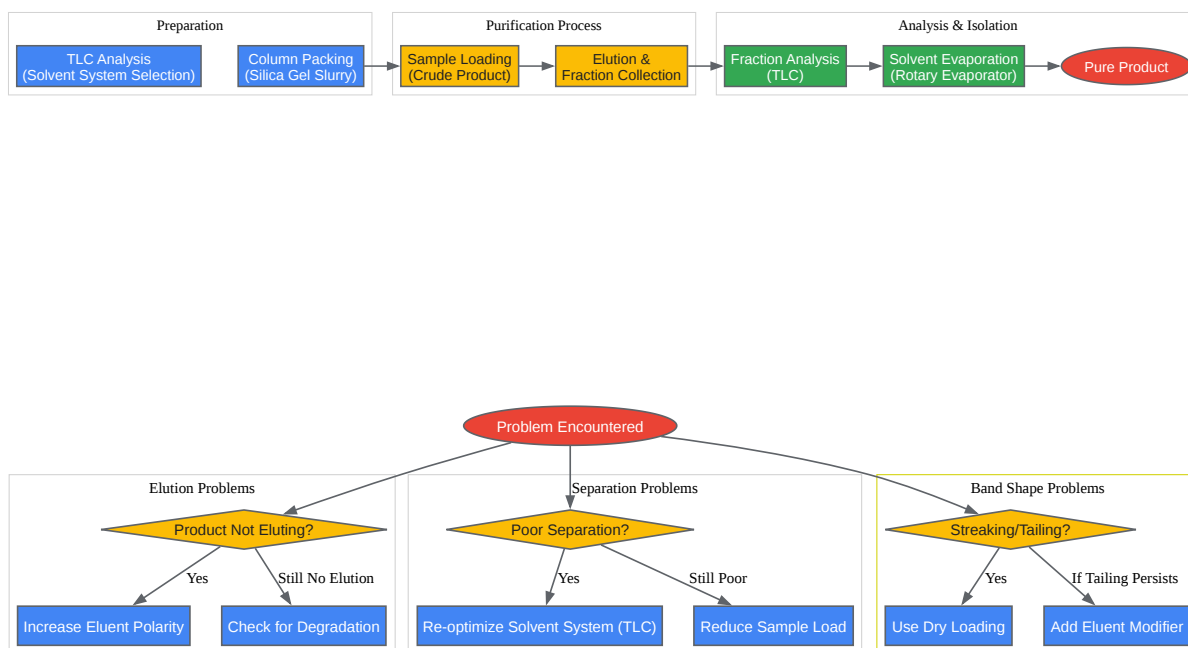 Preparation
Purification Process
Analysis & Isolation
TLC Analysis
(Solvent System Selection)
Column Packing
(Silica Gel Slurry)
Sample Loading
(Crude Product)
Elution &
Fraction Collection
Fraction Analysis
(TLC)
Solvent Evaporation
(Rotary Evaporator)
Pure Product
Problem Encountered
Elution Problems
Separation Problems
Band Shape Problems
Product Not Eluting?
Poor Separation?
Streaking/Tailing?
Yes
Still No Elution
Yes
Still Poor
Yes
If Tailing Persists
Increase Eluent Polarity
Check for Degradation
Re-optimize Solvent System (TLC)
Reduce Sample Load
Use Dry Loading
Add Eluent Modifier